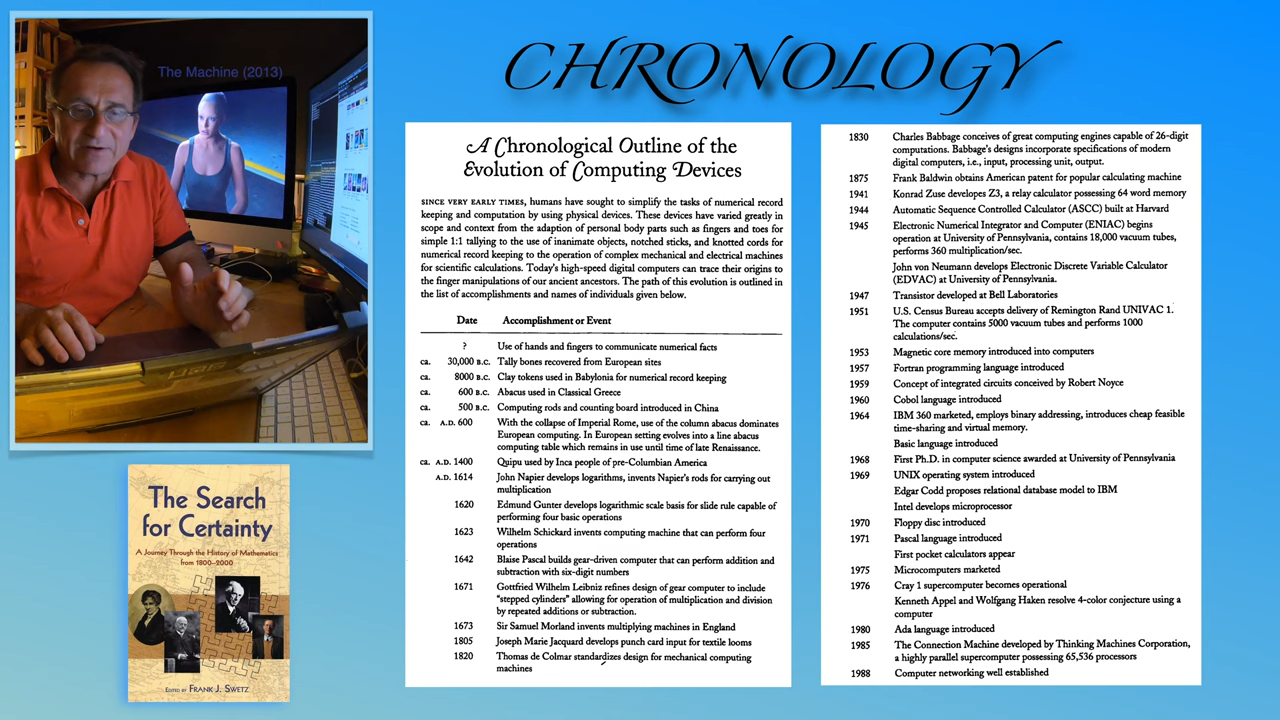 The Machine (2013)
CHRONOLOGY
A Chronological Outline of the
Evolution of Computing Devices
SINCE VERY EARLY TIMES, humans have sought to simplify the tasks of numerical record
keeping and computation by using physical devices. These devices have varied greatly in
scope and context from the adaption of personal body parts such as fingers and toes for
simple 1:1 tallying to the use of inanimate objects, notched sticks, and knotted cords for
numerical record keeping to the operation of complex mechanical and electrical machines
for scientific calculations. Today's high-speed digital computers can trace their origins to
the finger manipulations of our ancient ancestors. The path of this evolution is outlined in
the list of accomplishments and names of individuals given below.
Date Accomplishment or Event
? Use of hands and fingers to communicate numerical facts
ca. 30,000 B.C. Tally bones recovered from European sites
ca. 8000 B.C. Clay tokens used in Babylonia for numerical record keeping
ca. 600 B.C. Abacus used in Classical Greece
ca. 500 B.C. Computing rods and counting board introduced in China
ca. A.D. 600 With the collapse of Imperial Rome, use of the column abacus dominates
European computing. In European setting evolves into a line abacus
computing table which remains in use until time of late Renaissance.
ca. A.D. 1400 Quipu used by Inca people of pre-Columbian America
A.D. 1614 John Napier develops logarithms, invents Napier's rods for carrying out
multiplication
1620 Edmund Gunter develops logarithmic scale basis for slide rule capable of
performing four basic operations
1623 Wilhelm Schickard invents computing machine that can perform four
operations
1642 Blaise Pascal builds gear-driven computer that can perform addition and
subtraction with six-digit numbers
1671 Gottfried Wilhelm Leibniz refines design of gear computer to include
"stepped cylinders" allowing for operation of multiplication and division
by repeated additions or subtraction.
1673 Sir Samuel Morland invents multiplying machines in England
1805 Joseph Marie Jacquard develops punch card input for textile looms
1820 Thomas de Colmar standardizes design for mechanical computing
machines
1830 Charles Babbage conceives of great computing engines capable of 26-digit
computations. Babbage's designs incorporate specifications of modern
digital computers, i.e., input, processing unit, output.
1875 Frank Baldwin obtains American patent for popular calculating machine
1941 Konrad Zuse developes Z3, a relay calculator possessing 64 word memory
1944 Automatic Sequence Controlled Calculator (ASCC) built at Harvard
1945 Electronic Numerical Integrator and Computer (ENIAC) begins
operation at University of Pennsylvania, contains 18,000 vacuum tubes,
performs 360 multiplication/sec.
John von Neumann develops Electronic Discrete Variable Calculator
(EDVAC) at University of Pennsylvania.
1947 Transistor developed at Bell Laboratories
1951 U.S. Census Bureau accepts delivery of Remington Rand UNIVAC 1.
The computer contains 5000 vacuum tubes and performs 1000
calculations/sec.
1953 Magnetic core memory introduced into computers
1957 Fortran programming language introduced
1959 Concept of integrated circuits conceived by Robert Noyce
1960 Cobol language introduced
1964 IBM 360 marketed, employs binary addressing, introduces cheap feasible
time-sharing and virtual memory.
Basic language introduced
1968 First Ph.D. in computer science awarded at University of Pennsylvania
1969 UNIX operating system introduced
Edgar Codd proposes relational database model to IBM
Intel develops microprocessor
1970 Floppy disc introduced
1971 Pascal language introduced
First pocket calculators appear
1975 Microcomputers marketed
1976 Cray 1 supercomputer becomes operational
Kenneth Appel and Wolfgang Haken resolve 4-color conjecture using a
computer
1980 Ada language introduced
1985 The Connection Machine developed by Thinking Machines Corporation,
a highly parallel supercomputer possessing 65,536 processors
1988 Computer networking well established
The Search
for Certainty
A Journey Through the History of Mathematics
from 1800–2000
EDITED BY FRANK J. SWETZ